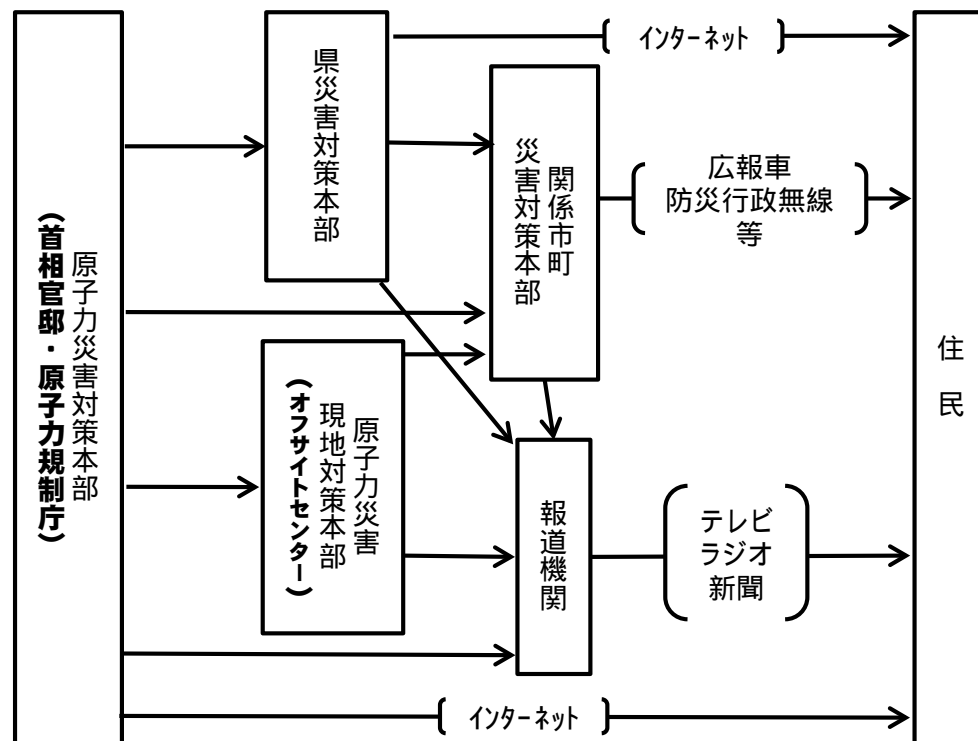 原子力災害対策本部
（首相官邸・原子力規制庁）
県災害対策本部
〔 インターネット 〕
関係市町
災害対策本部
広報車
防災行政無線
等
原子力災害
現地対策本部
（オフサイトセンター）
報道機関
テレビ
ラジオ
新聞
〔 インターネット 〕
住民